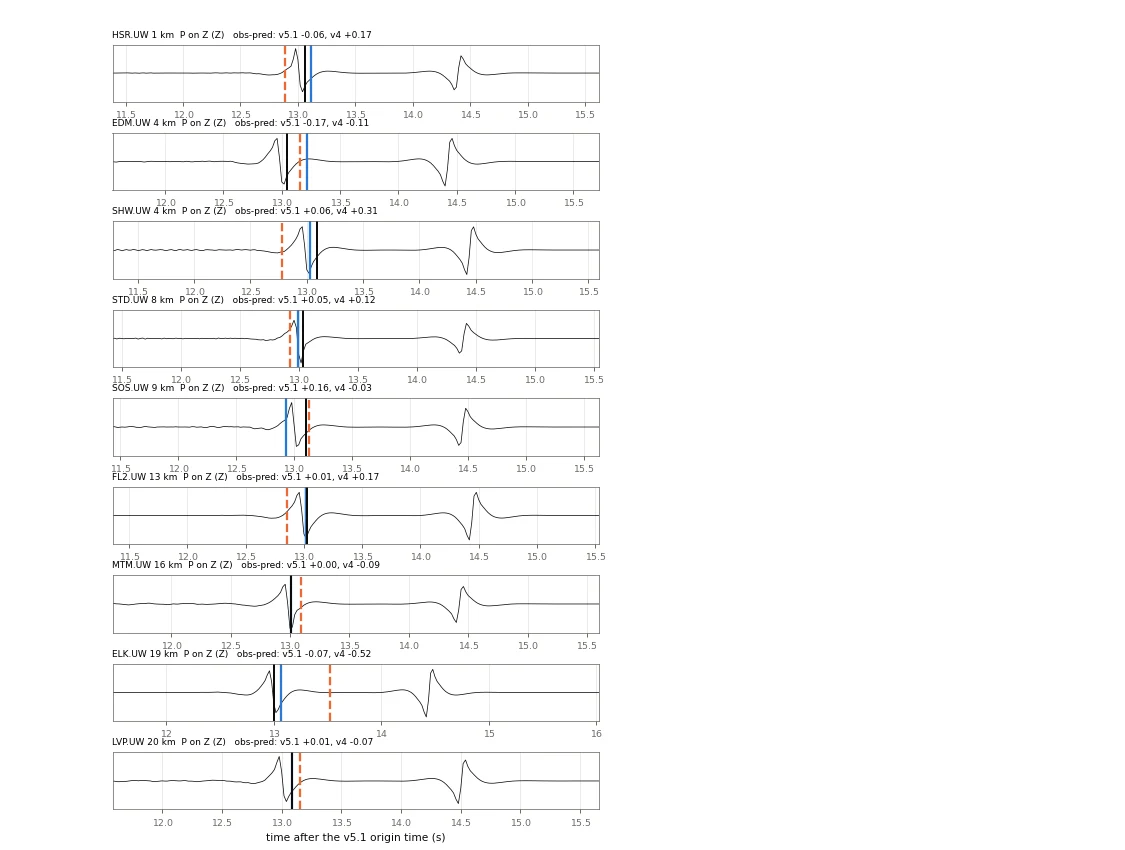 HSR.UW 1 km  P on Z (Z)   obs-pred: v5.1 -0.06, v4 +0.17
11.5 12.0 12.5 13.0 13.5 14.0 14.5 15.0 15.5
EDM.UW 4 km  P on Z (Z)   obs-pred: v5.1 -0.17, v4 -0.11
12.0 12.5 13.0 13.5 14.0 14.5 15.0 15.5
SHW.UW 4 km  P on Z (Z)   obs-pred: v5.1 +0.06, v4 +0.31
11.5 12.0 12.5 13.0 13.5 14.0 14.5 15.0 15.5
STD.UW 8 km  P on Z (Z)   obs-pred: v5.1 +0.05, v4 +0.12
11.5 12.0 12.5 13.0 13.5 14.0 14.5 15.0 15.5
SOS.UW 9 km  P on Z (Z)   obs-pred: v5.1 +0.16, v4 -0.03
11.5 12.0 12.5 13.0 13.5 14.0 14.5 15.0 15.5
FL2.UW 13 km  P on Z (Z)   obs-pred: v5.1 +0.01, v4 +0.17
11.5 12.0 12.5 13.0 13.5 14.0 14.5 15.0 15.5
MTM.UW 16 km  P on Z (Z)   obs-pred: v5.1 +0.00, v4 -0.09
12.0 12.5 13.0 13.5 14.0 14.5 15.0 15.5
ELK.UW 19 km  P on Z (Z)   obs-pred: v5.1 -0.07, v4 -0.52
12 13 14 15 16
LVP.UW 20 km  P on Z (Z)   obs-pred: v5.1 +0.01, v4 -0.07
12.0 12.5 13.0 13.5 14.0 14.5 15.0 15.5
time after the v5.1 origin time (s)